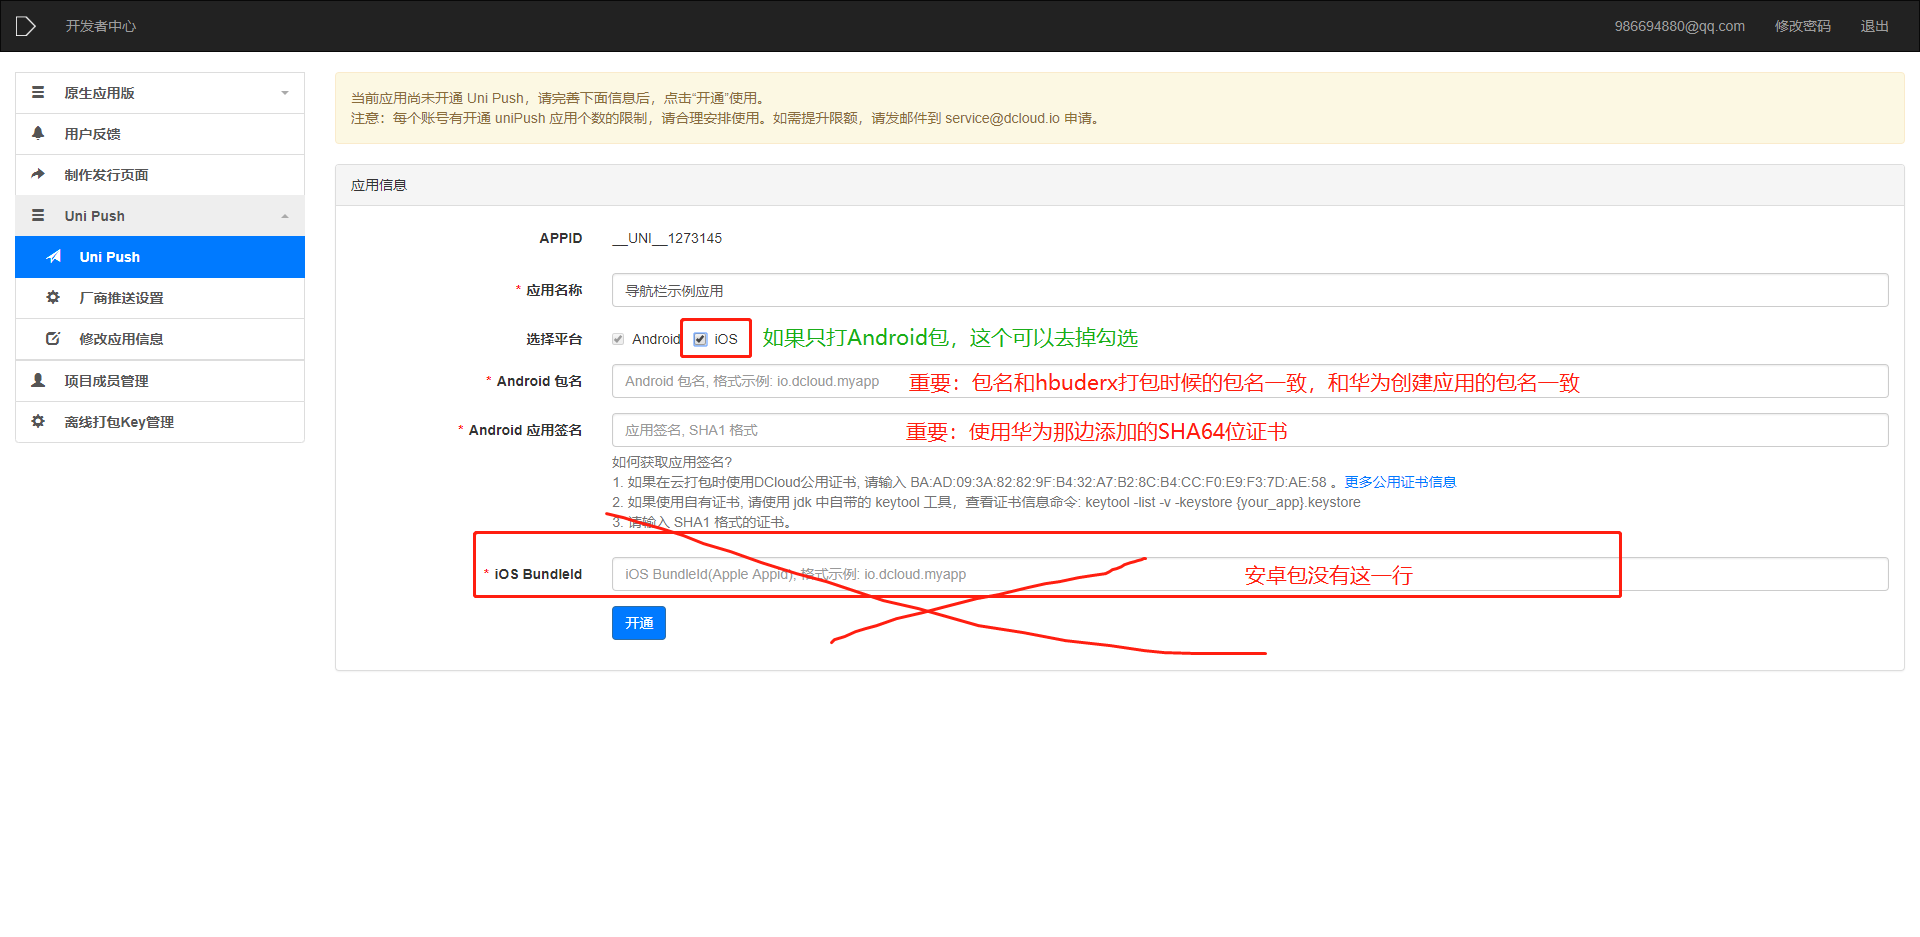 开发者中心
986694880@qq.com 修改密码 退出
原生应用版
用户反馈
制作发行页面
Uni Push
Uni Push
厂商推送设置
修改应用信息
项目成员管理
离线打包Key管理
当前应用尚未开通 Uni Push，请完善下面信息后，点击“开通”使用。
注意：每个账号有开通 uniPush 应用个数的限制，请合理安排使用。如需提升限额，请发邮件到 service@dcloud.io 申请。
应用信息
APPID __UNI__1273145
* 应用名称 导航栏示例应用
选择平台 Android iOS 如果只打Android包，这个可以去掉勾选
* Android 包名 Android 包名, 格式示例: io.dcloud.myapp 重要：包名和hbuderx打包时候的包名一致，和华为创建应用的包名一致
* Android 应用签名 应用签名, SHA1 格式 重要：使用华为那边添加的SHA64位证书
如何获取应用签名?
1. 如果在云打包时使用DCloud公用证书, 请输入 BA:AD:09:3A:82:82:9F:B4:32:A7:B2:8C:B4:CC:F0:E9:F3:7D:AE:58 。更多公用证书信息
2. 如果使用自有证书, 请使用 jdk 中自带的 keytool 工具，查看证书信息命令: keytool -list -v -keystore {your_app}.keystore
3. 请输入 SHA1 格式的证书。
* iOS BundleId iOS BundleId(Apple Appid), 格式示例: io.dcloud.myapp 安卓包没有这一行
开通